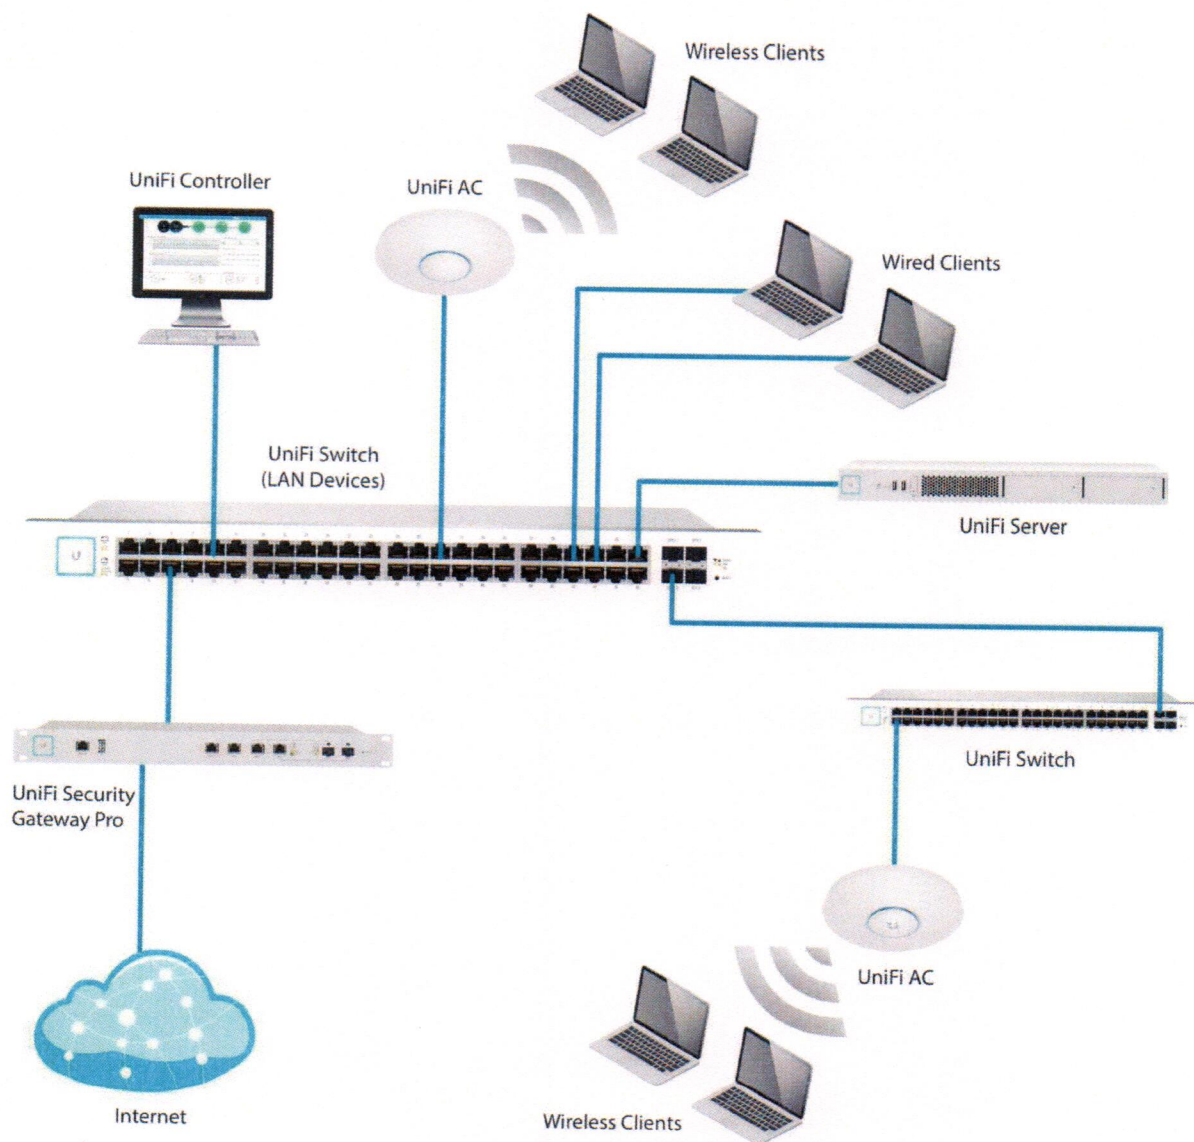 Wireless Clients
UniFi Controller
UniFi AC
Wired Clients
UniFi Switch
(LAN Devices)
UniFi Server
UniFi Switch
UniFi Security
Gateway Pro
UniFi AC
Internet
Wireless Clients